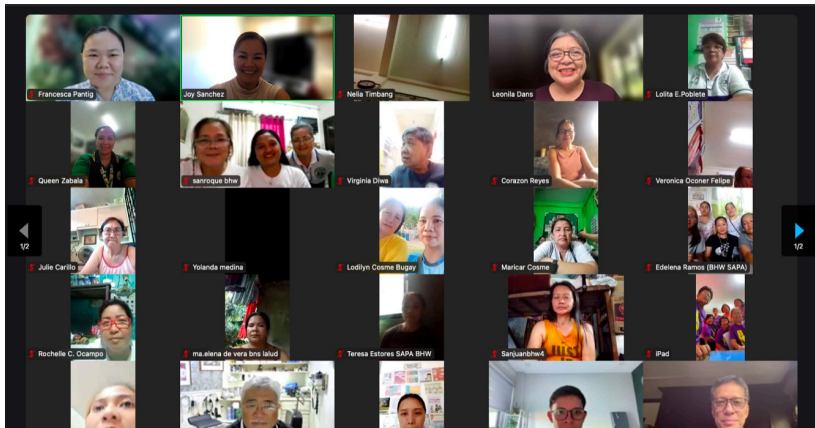 Francesca Pantig
Joy Sanchez
Nelia Timbang
Leonila Dans
Lolita E.Poblete
Queen Zabala
sanroque bhw
Virginia Diwa
Corazon Reyes
Veronica Oconer Felipe
1/2
1/2
Julie Carillo
Yolanda medina
Lodilyn Cosme Bugay
Maricar Cosme
Edelena Ramos (BHW SAPA)
Rochelle C. Ocampo
ma.elena de vera bns lalud
Teresa Estores SAPA BHW
Sanjuanbhw4
iPad
JUST